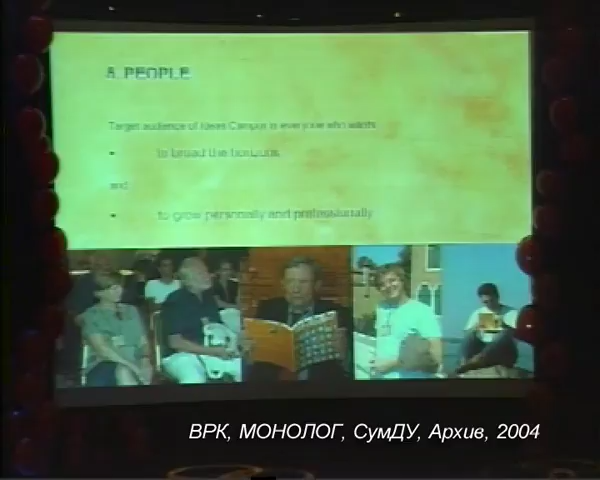 PEOPLE
Target audience of Ideas Campus is everyone who wants
• to broad the horizons
and
• to grow personally and professionally
ВРК, МОНОЛОГ, СумДУ, Архив, 2004